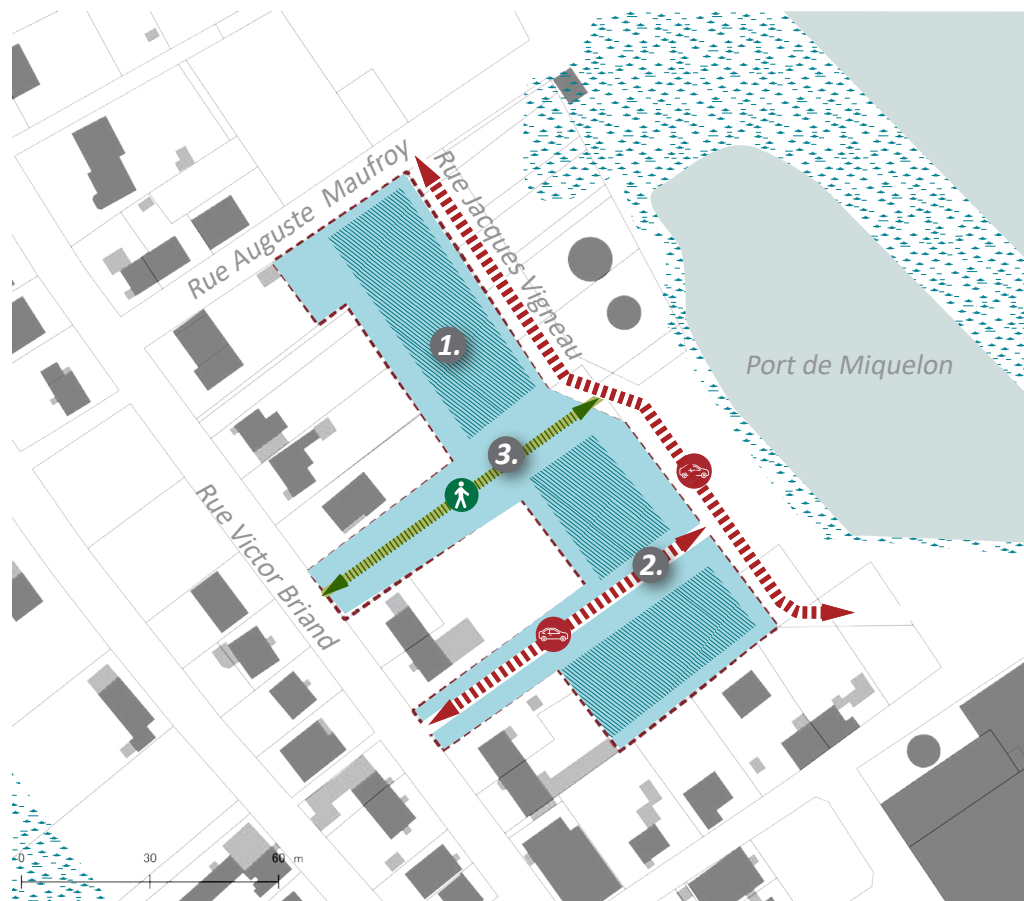 Rue Auguste Maufroy
Rue Jacques Vigneau
1.
Port de Miquelon
3.
Rue Victor Briand
2.
0 30 60 m